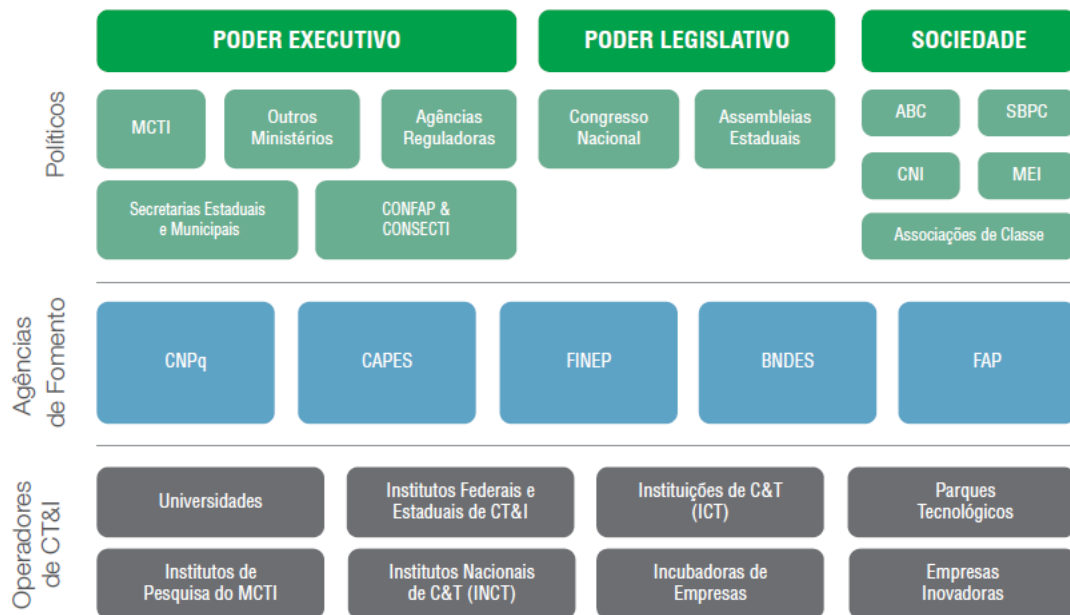 PODER EXECUTIVO
PODER LEGISLATIVO
SOCIEDADE
Políticos
MCTI
Outros
Ministérios
Agências
Reguladoras
Congresso
Nacional
Assembleias
Estaduais
ABC
SBPC
CNI
MEI
Secretarias Estaduais
e Municipais
CONFAP &
CONSECTI
Associações de Classe
Agências
de Fomento
CNPq
CAPES
FINEP
BNDES
FAP
Operadores
de CT&I
Universidades
Institutos Federais e
Estaduais de CT&I
Instituições de C&T
(ICT)
Parques
Tecnológicos
Institutos de
Pesquisa do MCTI
Institutos Nacionais
de C&T (INCT)
Incubadoras de
Empresas
Empresas
Inovadoras